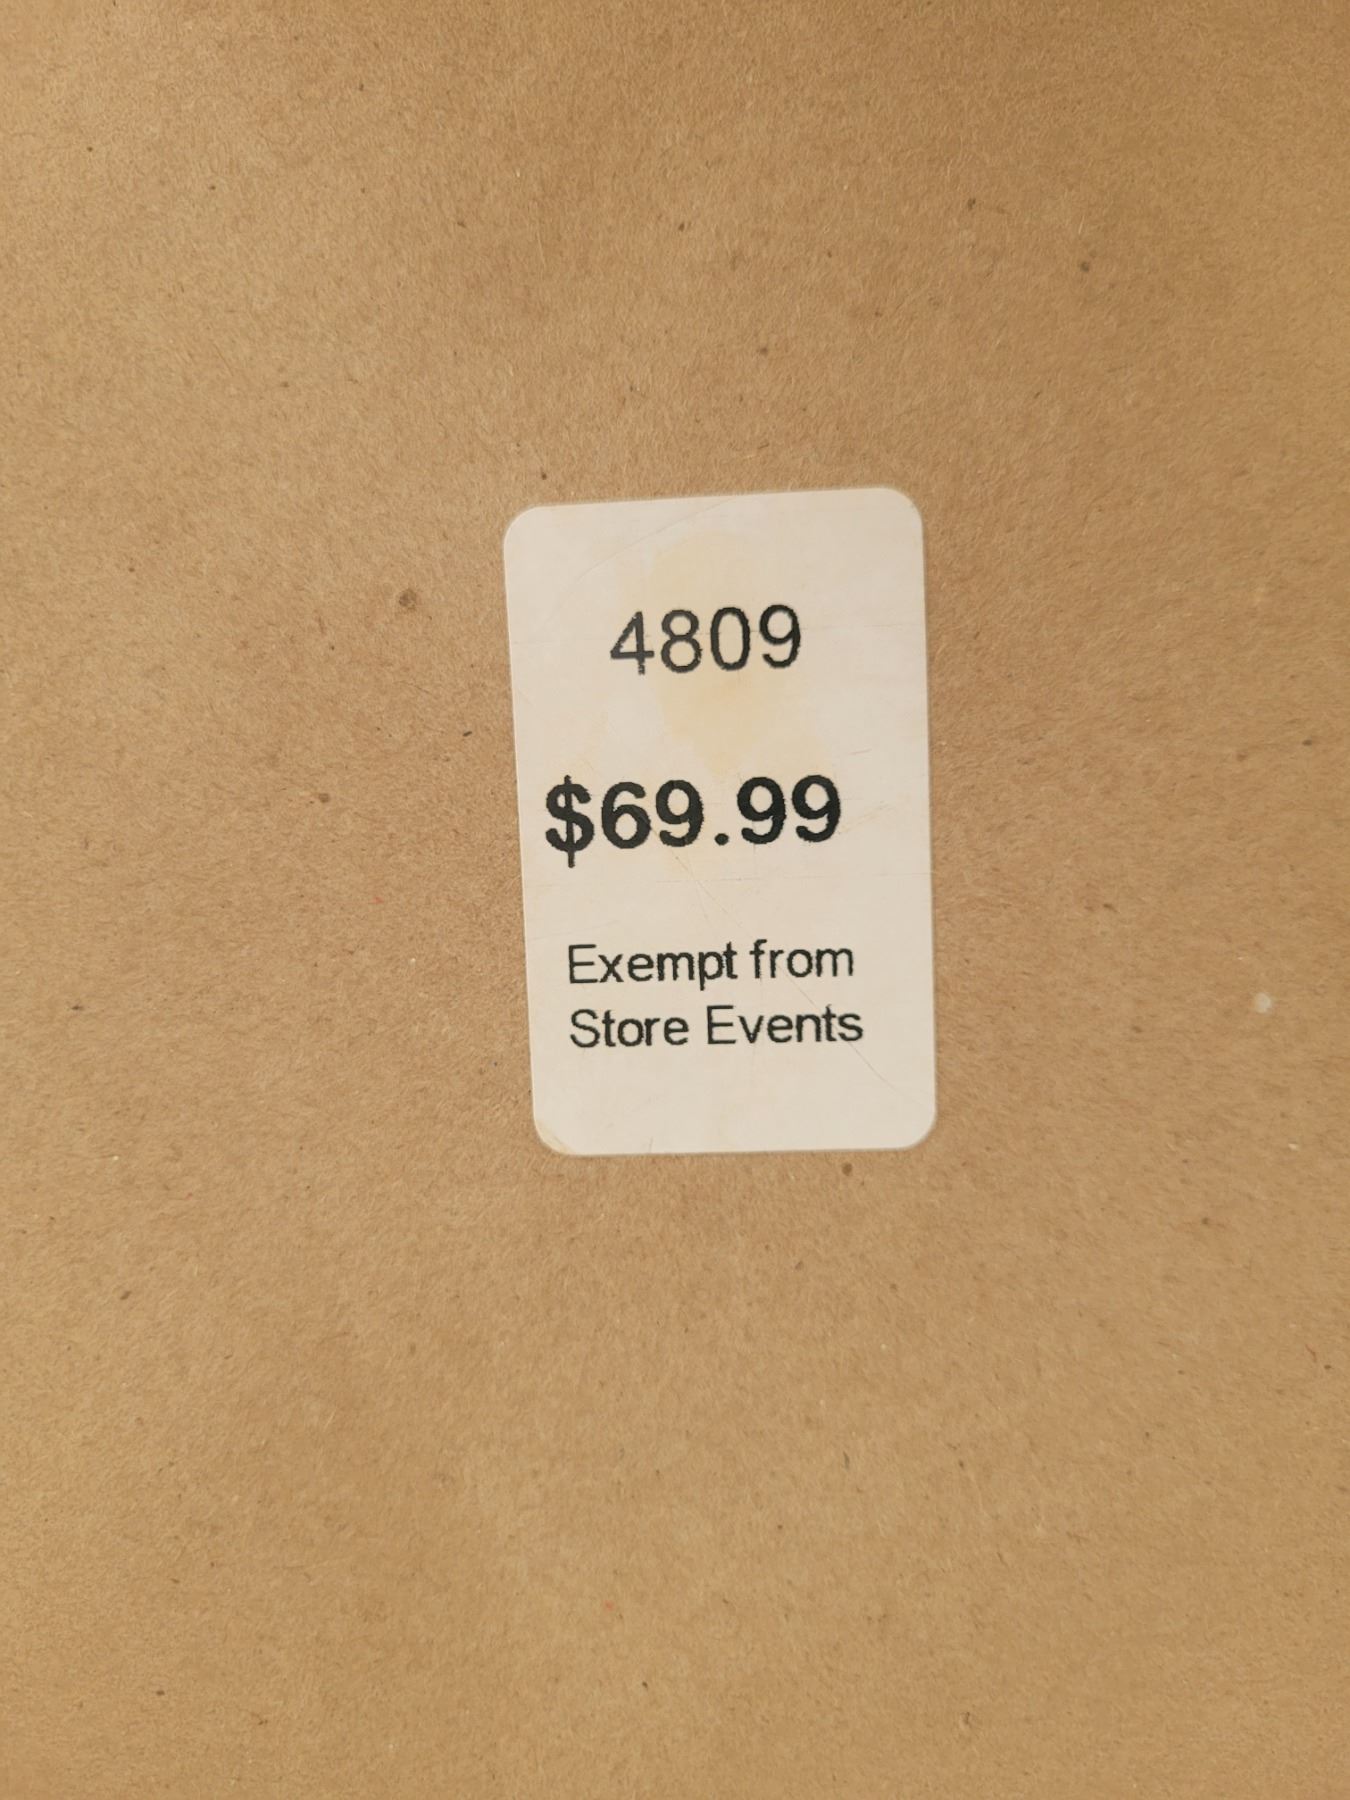 4809
$69.99
Exempt from
Store Events